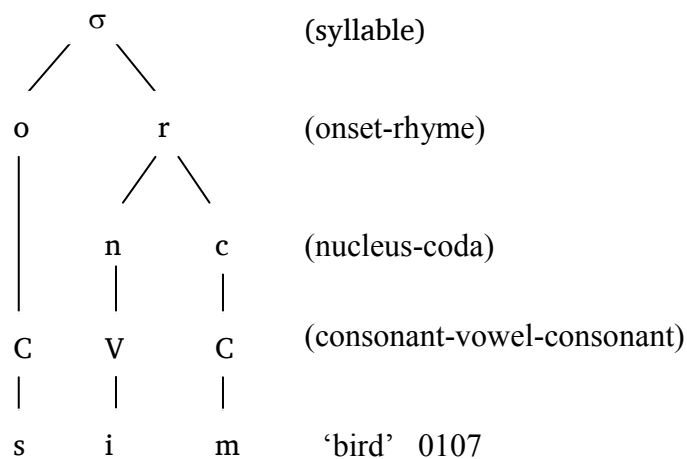 σ (syllable)
o r (onset-rhyme)
n c (nucleus-coda)
C V C (consonant-vowel-consonant)
s i m ‘bird’ 0107